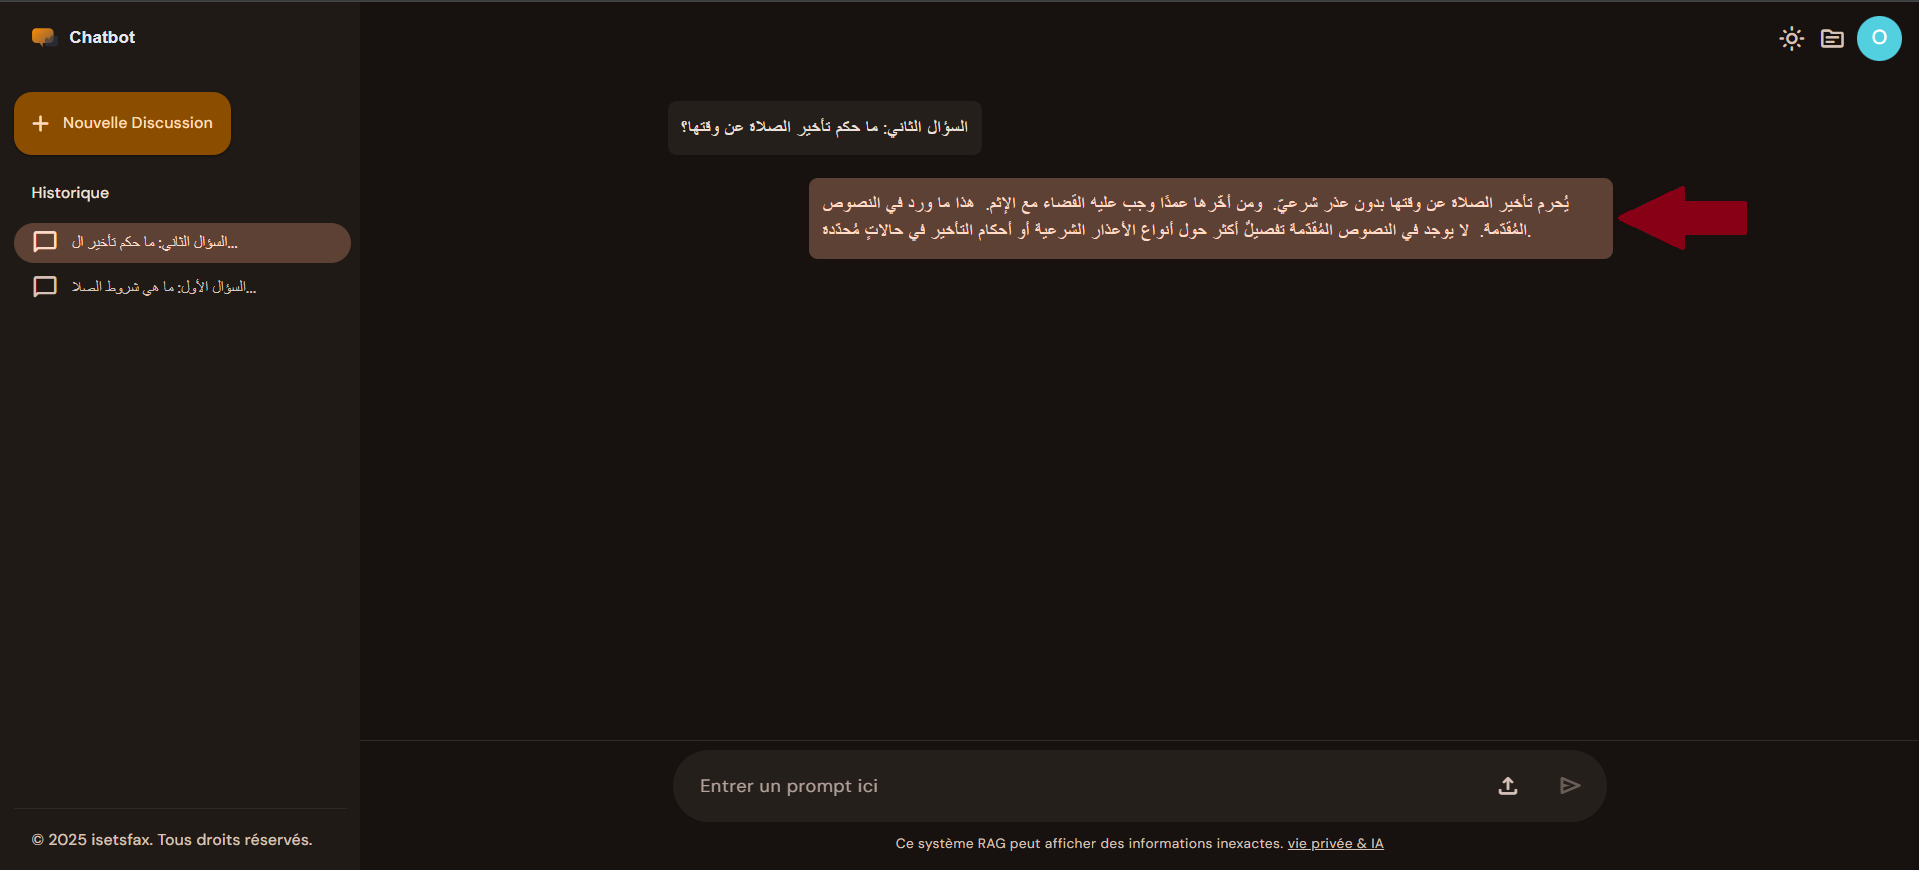 Chatbot
O
Nouvelle Discussion
Historique
السؤال الثاني: ما حكم تأخير ال...
السؤال الأول: ما هي شروط الصلا...
السؤال الثاني: ما حكم تأخير الصلاة عن وقتها؟
يُحرم تأخير الصلاة عن وقتها بدون عذر شرعيّ. ومن أخّرها عمدًا وجب عليه القضاء مع الإثم. هذا ما ورد في النصوص
المُقدّمة. لا يوجد في النصوص المُقدّمة تفصيلٌ أكثر حول أنواع الأعذار الشرعية أو أحكام التأخير في حالاتٍ مُحدّدة.
Entrer un prompt ici
Ce système RAG peut afficher des informations inexactes. vie privée & IA
© 2025 isetsfax. Tous droits réservés.